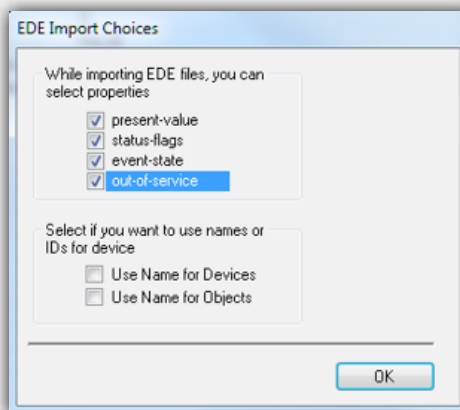 EDE Import Choices
While importing EDE files, you can
select properties
present-value
status-flags
event-state
out-of-service
Select if you want to use names or
IDs for device
Use Name for Devices
Use Name for Objects
OK